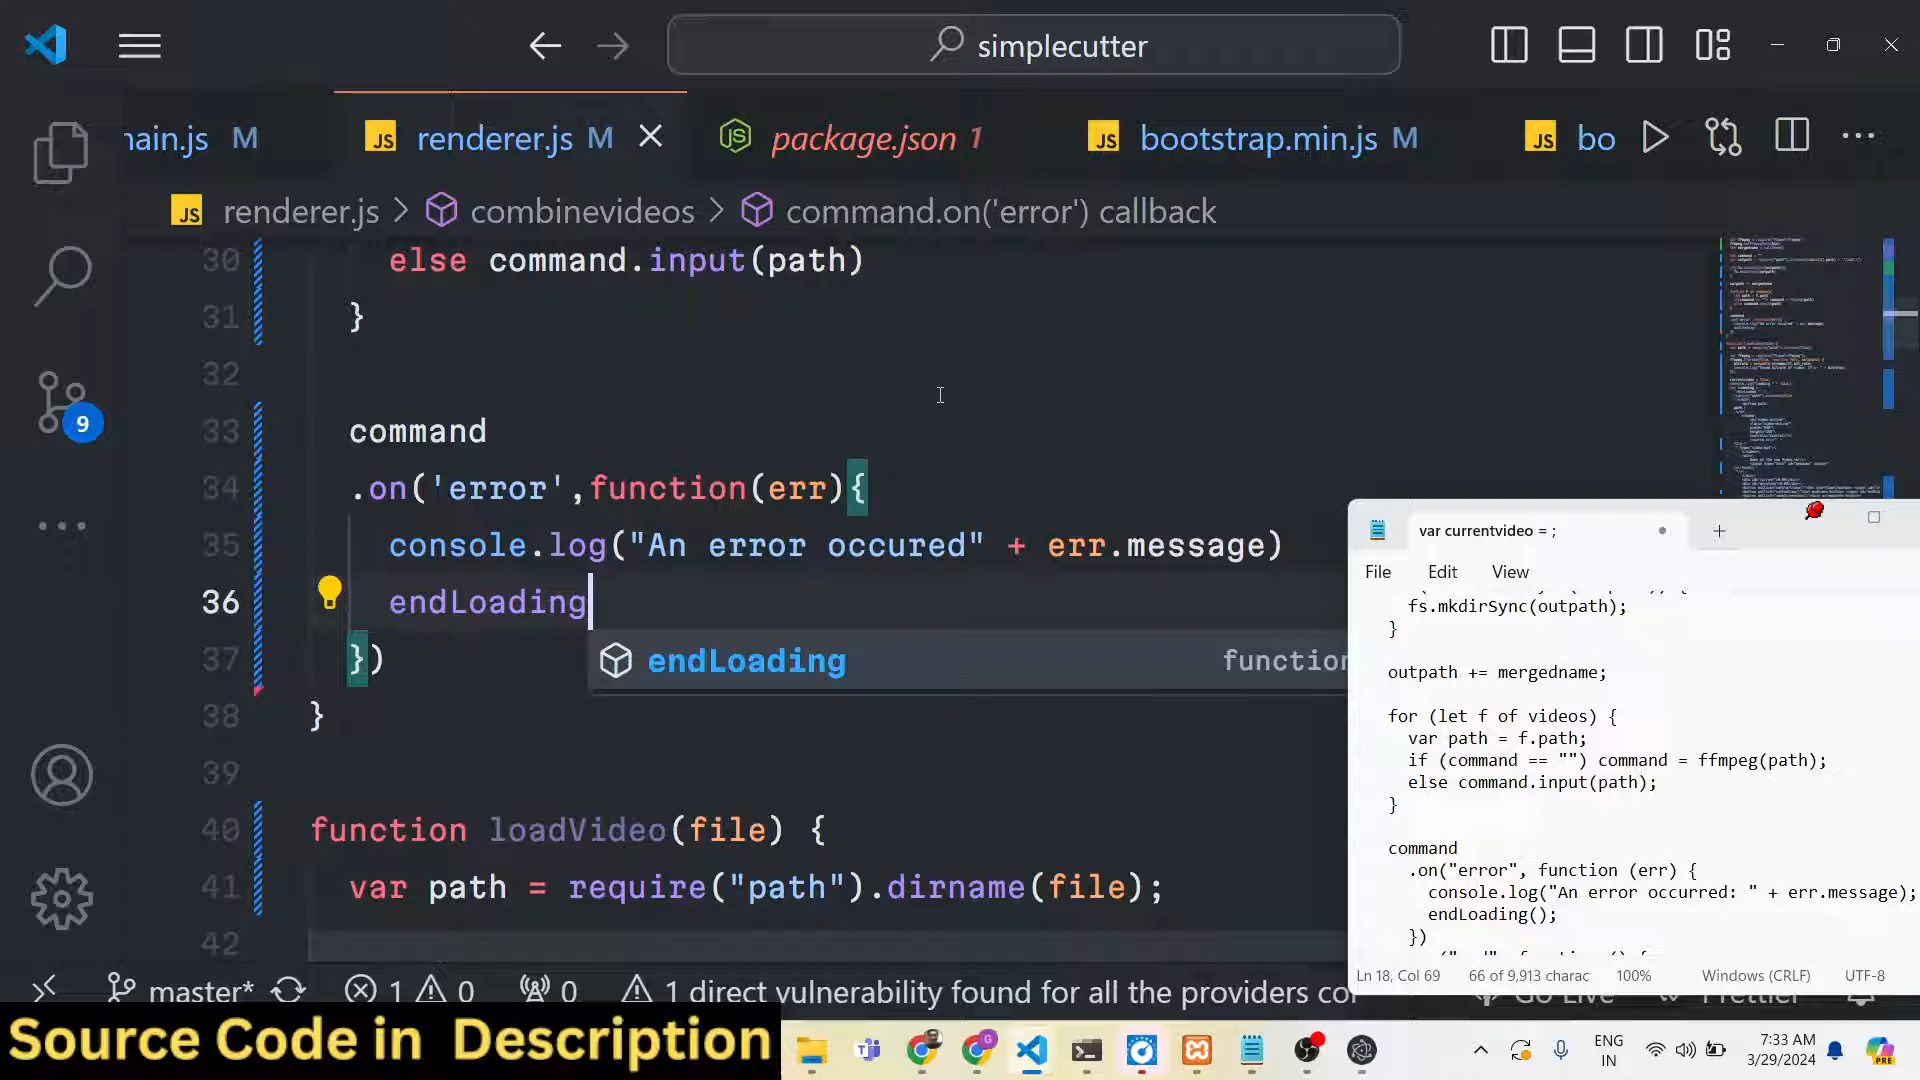 simplecutter
nain.js M
renderer.js M
package.json 1
bootstrap.min.js M
bo
renderer.js > combinevideos > command.on('error') callback
30 else command.input(path)
31 }
32
33 command
34 .on('error',function(err){
35 console.log("An error occured" + err.message)
36 endLoading
37 })
endLoading function
38 }
39
40 function loadVideo(file) {
41 var path = require("path").dirname(file);
42
9
var currentvideo = ;
File Edit View
fs.mkdirSync(outpath);
}
outpath += mergedname;
for (let f of videos) {
var path = f.path;
if (command == "") command = ffmpeg(path);
else command.input(path);
}
command
.on("error", function (err) {
console.log("An error occurred: " + err.message);
endLoading();
})
Ln 18, Col 69 66 of 9,913 charac 100% Windows (CRLF) UTF-8
master* 1 0 0 1 direct vulnerability found for all the providers cor
Go Live Prettier
Source Code in Description
ENG
IN
7:33 AM
3/29/2024